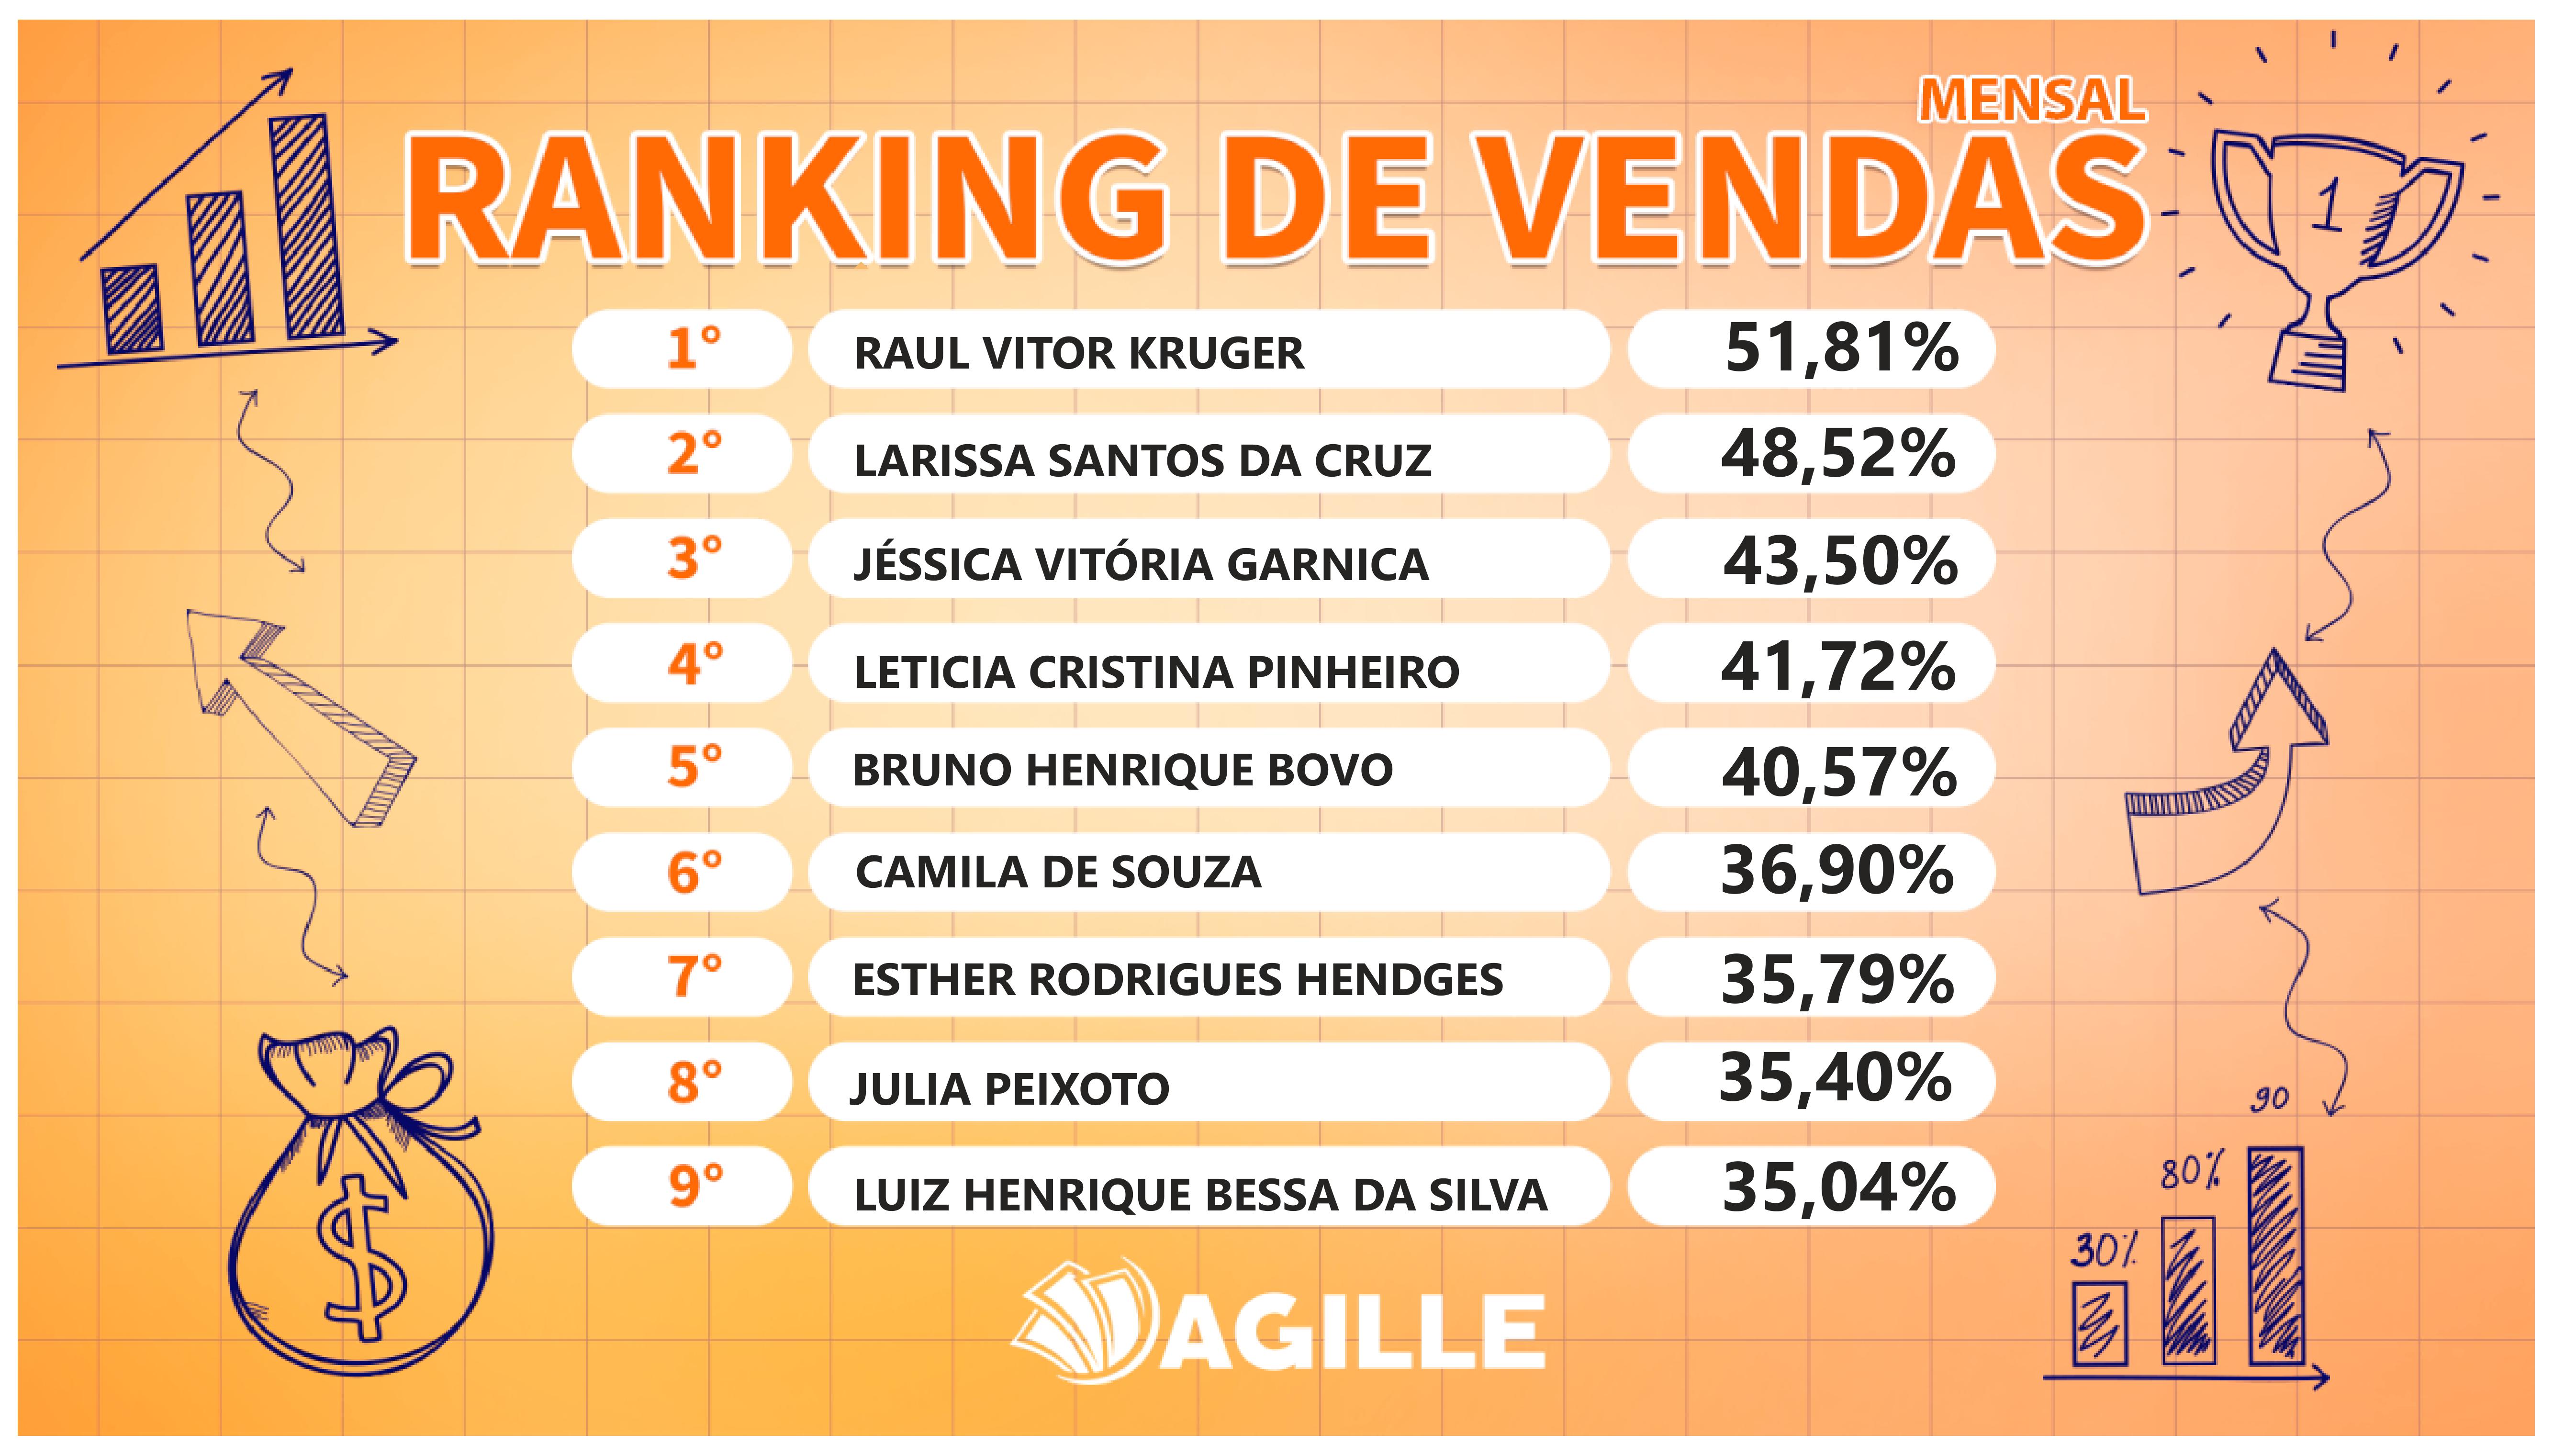 MENSAL
RANKING DE VENDAS
1
1° RAUL VITOR KRUGER 51,81%
2° LARISSA SANTOS DA CRUZ 48,52%
3° JÉSSICA VITÓRIA GARNICA 43,50%
4° LETICIA CRISTINA PINHEIRO 41,72%
5° BRUNO HENRIQUE BOVO 40,57%
6° CAMILA DE SOUZA 36,90%
7° ESTHER RODRIGUES HENDGES 35,79%
8° JULIA PEIXOTO 35,40%
9° LUIZ HENRIQUE BESSA DA SILVA 35,04%
90
80%
30%
$
AGILLE